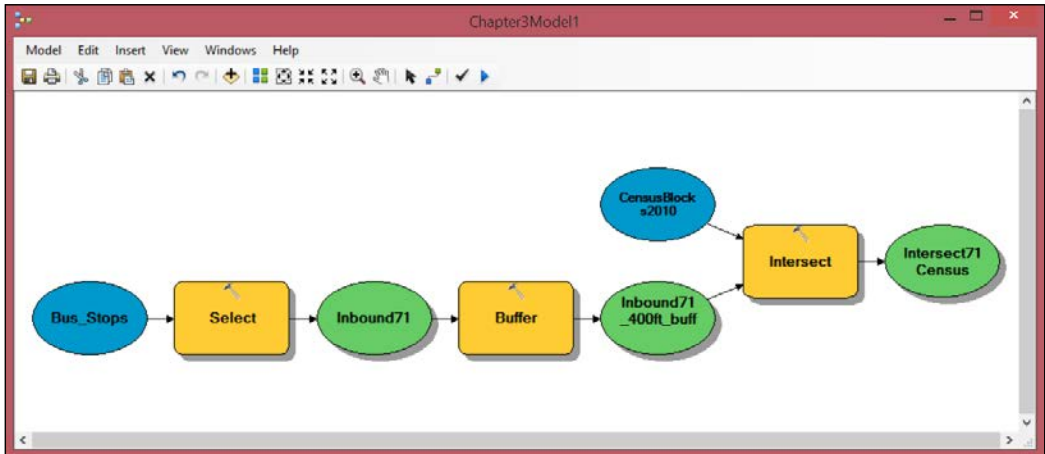 Chapter3Model1
Model Edit Insert View Windows Help
CensusBlock
s2010
Intersect
Intersect71
Census
Bus_Stops
Select
Inbound71
Buffer
Inbound71
_400ft_buff